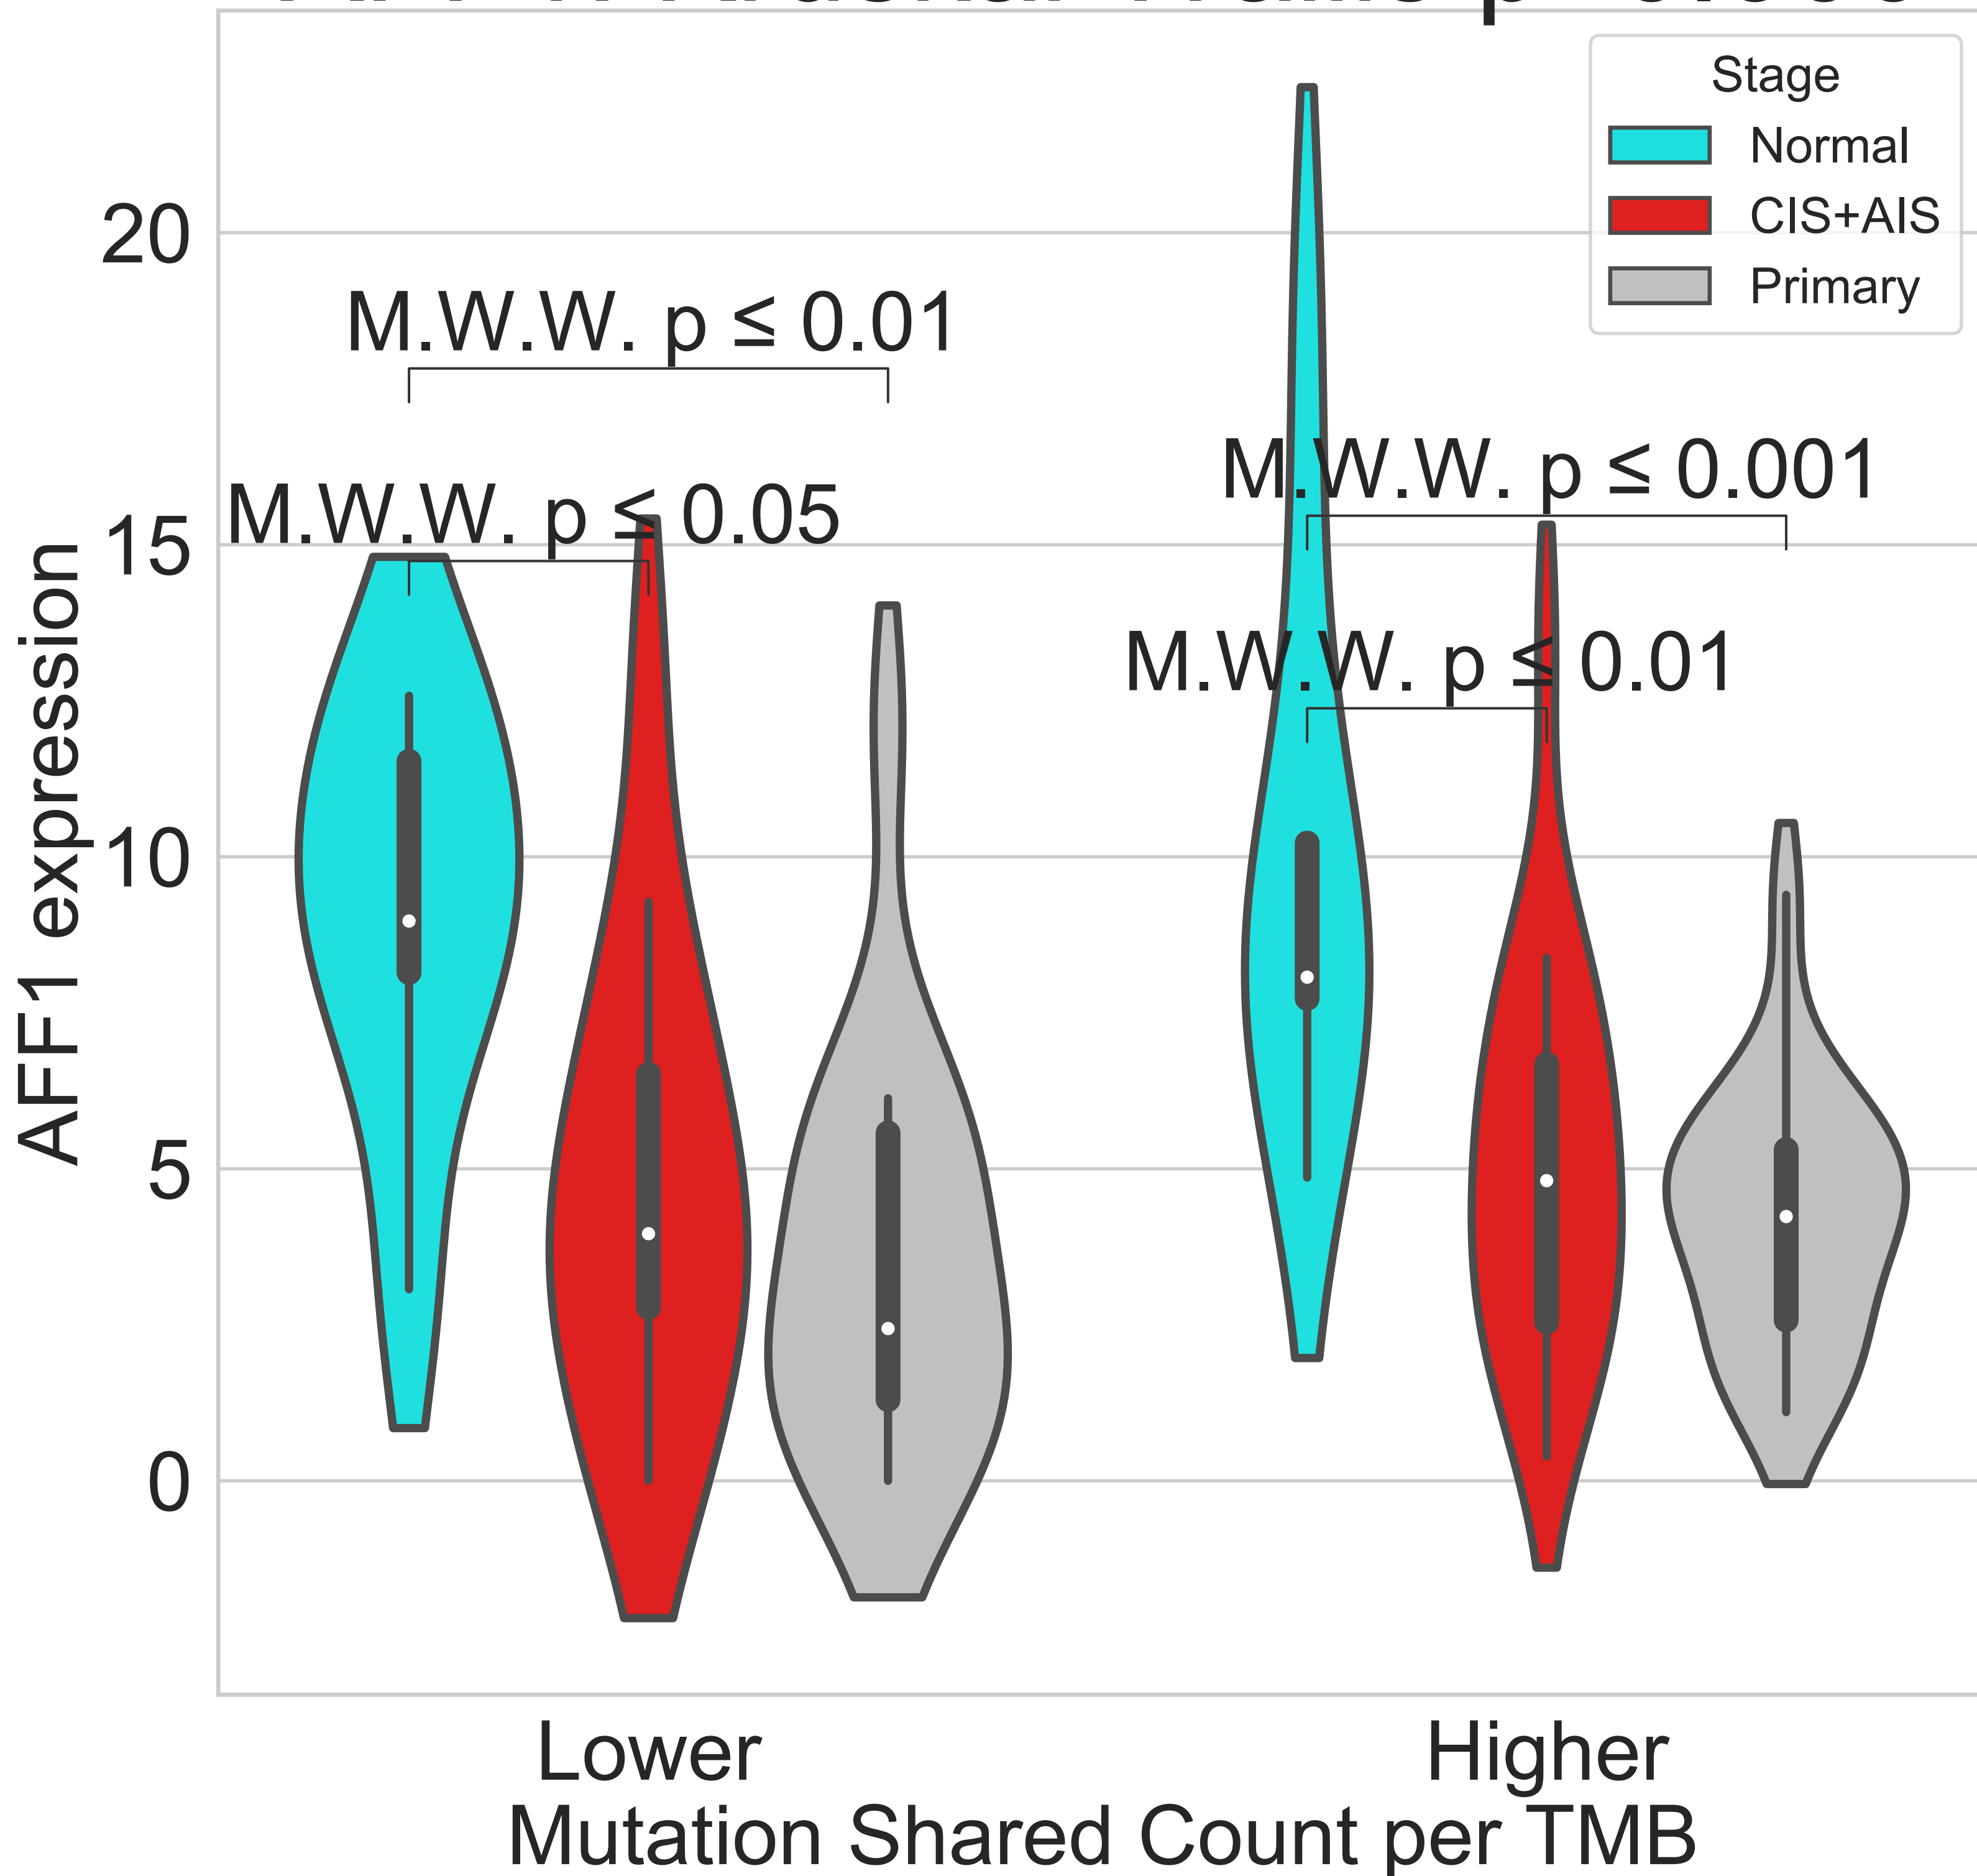 Stage
Normal
CIS+AIS
Primary
20
15
10
5
0
AFF1 expression
M.W.W. p ≤ 0.01
M.W.W. p ≤ 0.05
M.W.W. p ≤ 0.001
M.W.W. p ≤ 0.01
Lower
Higher
Mutation Shared Count per TMB